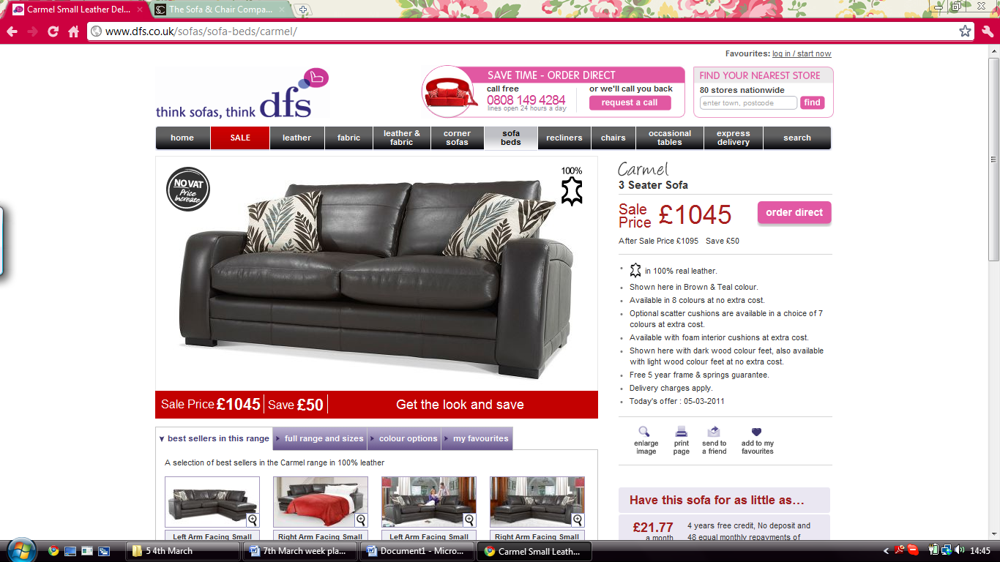 Carmel Small Leather Del...
The Sofa & Chair Compa...
www.dfs.co.uk/sofas/sofa-beds/carmel/
Favourites: log in / start now
think sofas, think dfs
SAVE TIME - ORDER DIRECT
call free
0808 149 4284
lines open 24 hours a day
or we'll call you back
request a call
FIND YOUR NEAREST STORE
80 stores nationwide
enter town, postcode
find
home
SALE
leather
fabric
leather &
fabric
corner
sofas
sofa
beds
recliners
chairs
occasional
tables
express
delivery
search
NO VAT
Price
Increase
100%
Carmel
3 Seater Sofa
Sale
Price £1045
order direct
After Sale Price £1095 Save £50
in 100% real leather.
Shown here in Brown & Teal colour.
Available in 8 colours at no extra cost.
Optional scatter cushions are available in a choice of 7
colours at extra cost.
Available with foam interior cushions at extra cost.
Shown here with dark wood colour feet, also available
with light wood colour feet at no extra cost.
Free 5 year frame & springs guarantee.
Delivery charges apply.
Today's offer : 05-03-2011
Sale Price £1045 Save £50 Get the look and save
enlarge
image
print
page
send to
a friend
add to my
favourites
best sellers in this range
full range and sizes
colour options
my favourites
A selection of best sellers in the Carmel range in 100% leather
Left Arm Facing Small
Right Arm Facing Small
Left Arm Facing Small
Right Arm Facing Small
Have this sofa for as little as...
£21.77
a month
4 years free credit, No deposit and
48 equal monthly repayments of
5 4th March
7th March week pla...
Document1 - Micro...
Carmel Small Leath...
14:45